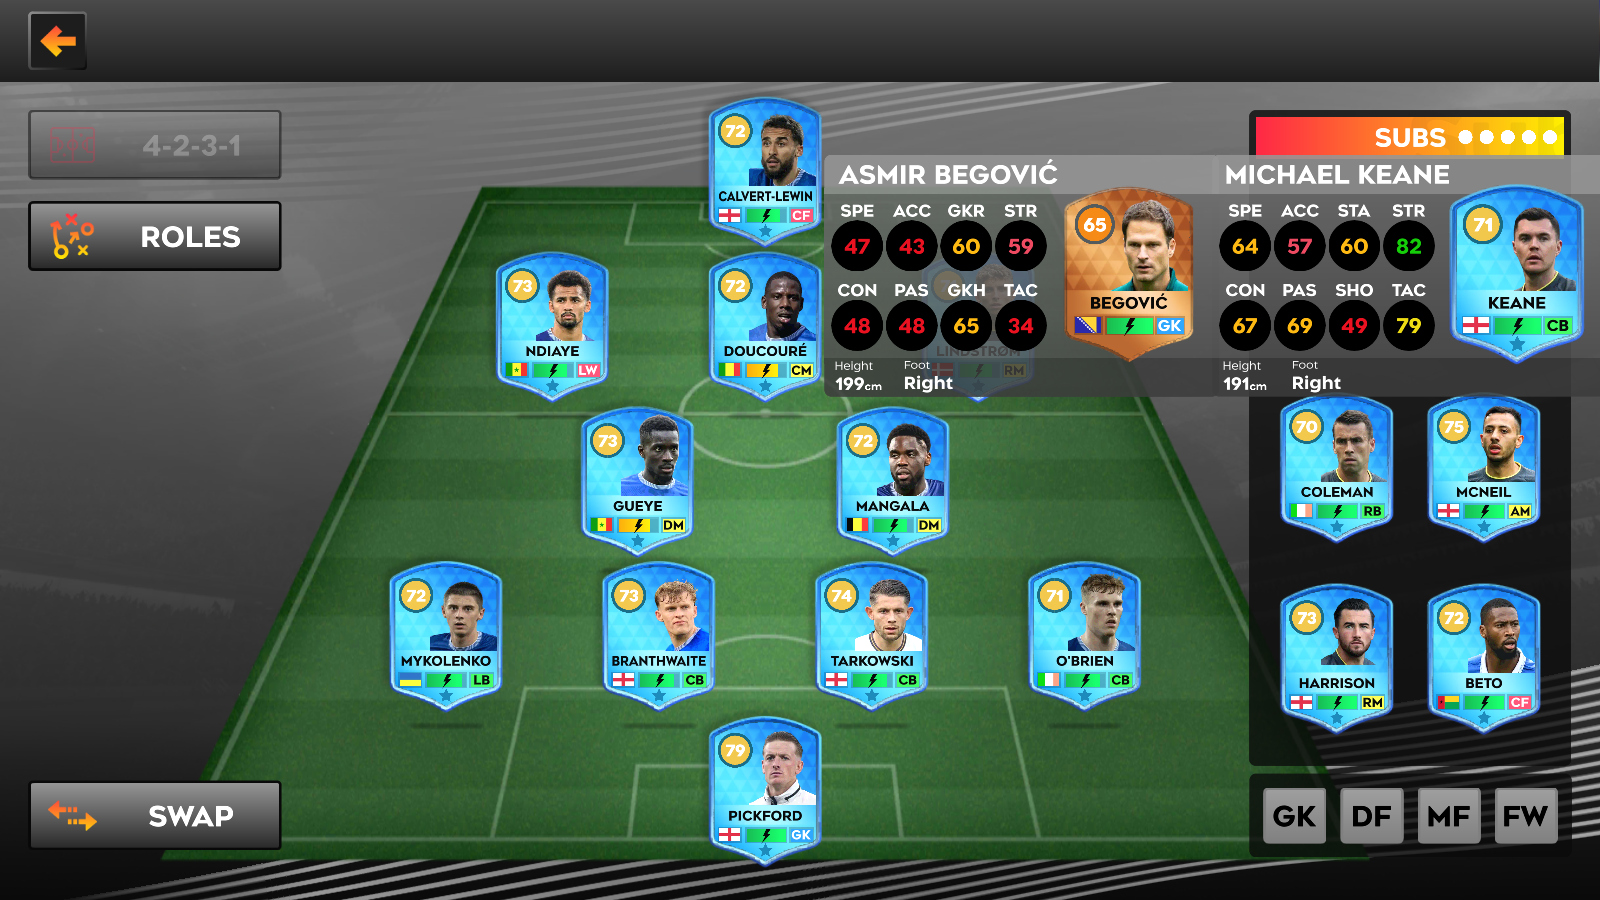 4-2-3-1
ROLES
SWAP
72
CALVERT-LEWIN
CF
73
NDIAYE
LW
72
DOUCOURÉ
CM
LINDSTRØM
RM
73
GUEYE
DM
72
MANGALA
DM
72
MYKOLENKO
LB
73
BRANTHWAITE
CB
74
TARKOWSKI
CB
71
O'BRIEN
CB
79
PICKFORD
GK
SUBS
ASMIR BEGOVIĆ
SPE ACC GKR STR
47 43 60 59
CON PAS GKH TAC
48 48 65 34
Height Foot
199cm Right
65
BEGOVIĆ
GK
MICHAEL KEANE
SPE ACC STA STR
64 57 60 82
CON PAS SHO TAC
67 69 49 79
Height Foot
191cm Right
71
KEANE
CB
70
COLEMAN
RB
75
MCNEIL
AM
73
HARRISON
RM
72
BETO
CF
GK DF MF FW